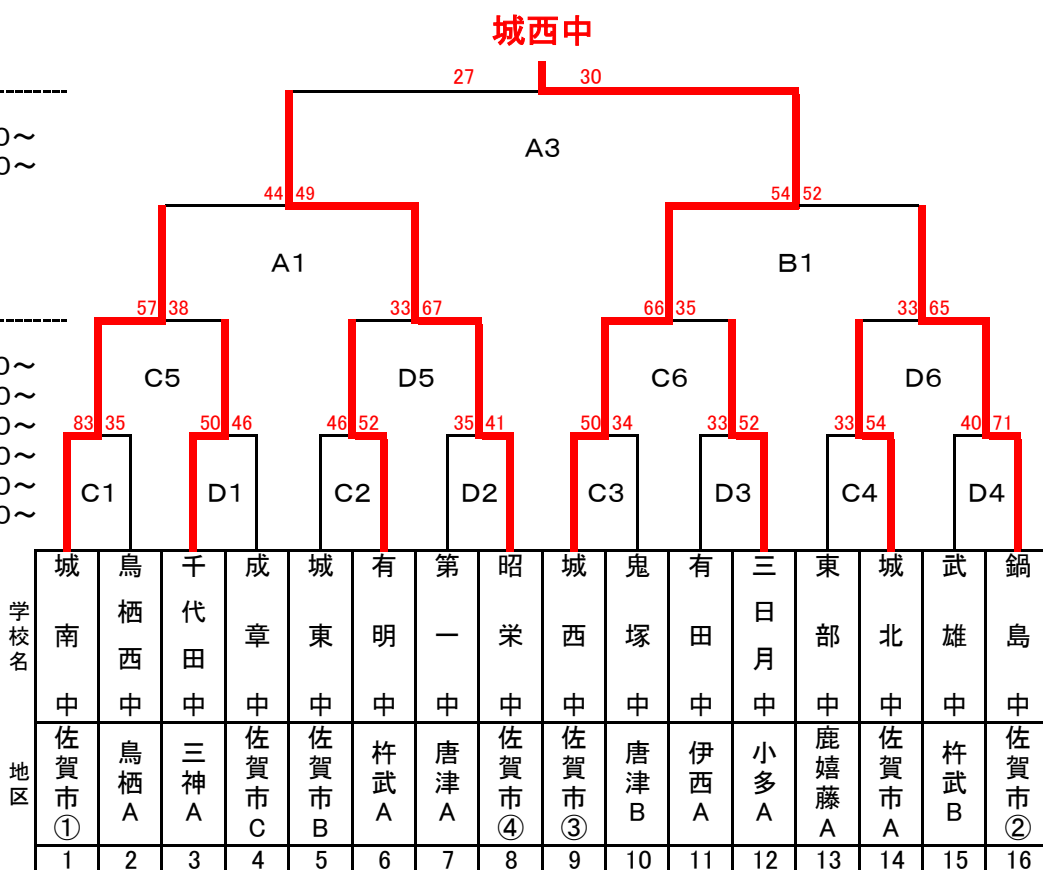 城西中
27 30
0～
A3
0～
44 49 54 52
A1 B1
57 38 33 67 66 35 33 65
0～
C5 D5 C6 D6
0～
83 35 50 46 46 52 35 41 50 34 33 52 33 54 40 71
0～
0～
0～
C1 D1 C2 D2 C3 D3 C4 D4
0～
学校名 城南中 鳥栖西中 千代田中 成章中 城東中 有明中 第一中 昭栄中 城西中 鬼塚中 有田中 三日月中 東部中 城北中 武雄中 鍋島中
地区 佐賀市① 鳥栖A 三神A 佐賀市C 佐賀市B 杵武A 唐津A 佐賀市④ 佐賀市③ 唐津B 伊西A 小多A 鹿嬉藤A 佐賀市A 杵武B 佐賀市②
1 2 3 4 5 6 7 8 9 10 11 12 13 14 15 16